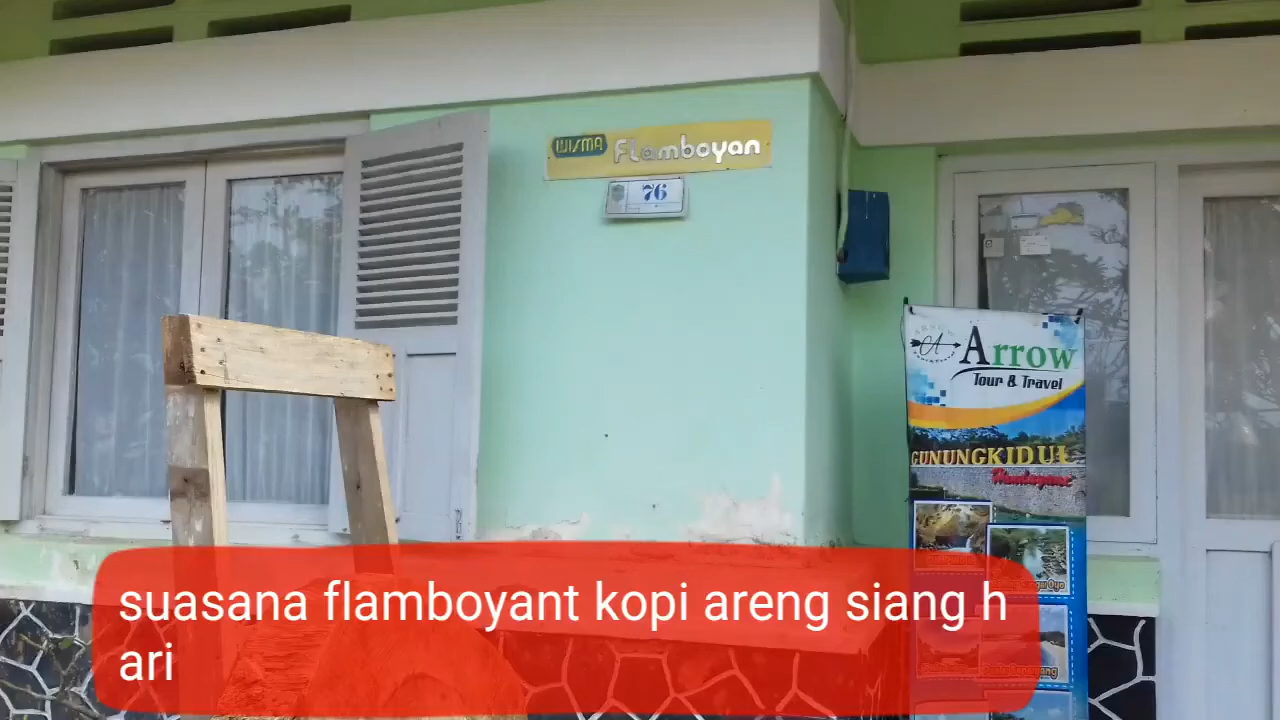 WISMA Flamboyan
76
Arrow
Tour & Travel
GUNUNGKIDUL
suasana flamboyant kopi areng siang h
ari